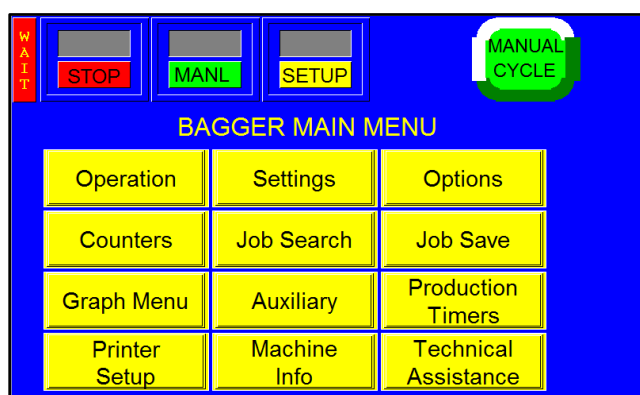 WAIT
STOP
MANL
SETUP
MANUAL
CYCLE
BAGGER MAIN MENU
Operation
Settings
Options
Counters
Job Search
Job Save
Graph Menu
Auxiliary
Production
Timers
Printer
Setup
Machine
Info
Technical
Assistance